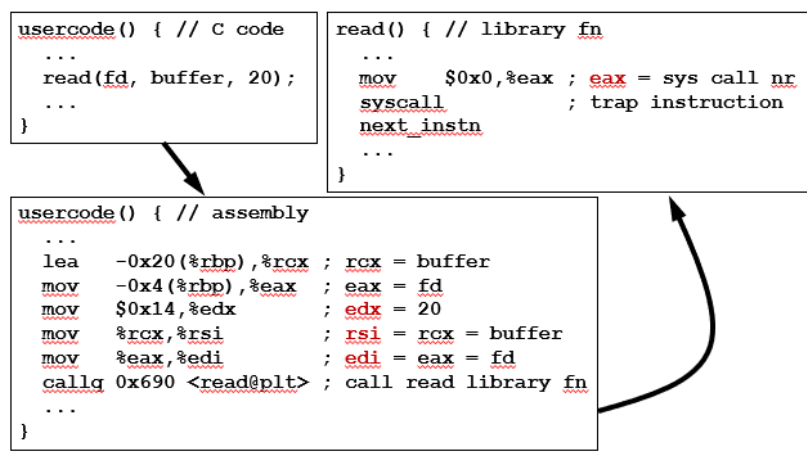 usercode() { // C code
...
read(fd, buffer, 20);
...
}
read() { // library fn
...
mov $0x0,%eax ; eax = sys call nr
syscall ; trap instruction
next_instn
...
}
usercode() { // assembly
...
lea -0x20(%rbp),%rcx ; rcx = buffer
mov -0x4(%rbp),%eax ; eax = fd
mov $0x14,%edx ; edx = 20
mov %rcx,%rsi ; rsi = rcx = buffer
mov %eax,%edi ; edi = eax = fd
callq 0x690 <read@plt> ; call read library fn
...
}